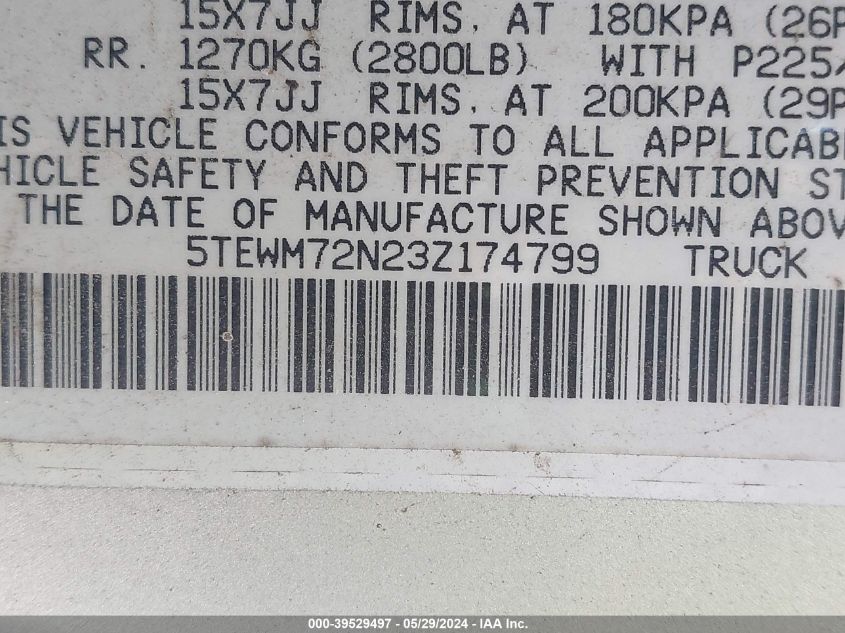 15X7JJ RIMS, AT 180KPA (26P
RR. 1270KG (2800LB) WITH P225/
15X7JJ RIMS, AT 200KPA (29P
IS VEHICLE CONFORMS TO ALL APPLICABL
HICLE SAFETY AND THEFT PREVENTION ST
THE DATE OF MANUFACTURE SHOWN ABOV
5TEWM72N23Z174799 TRUCK
000-39529497 - 05/29/2024 - IAA Inc.